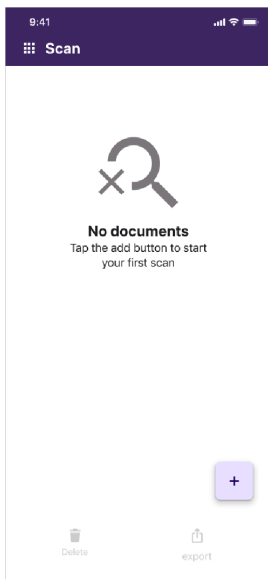 9:41
Scan
No documents
Tap the add button to start
your first scan
+
Delete
export